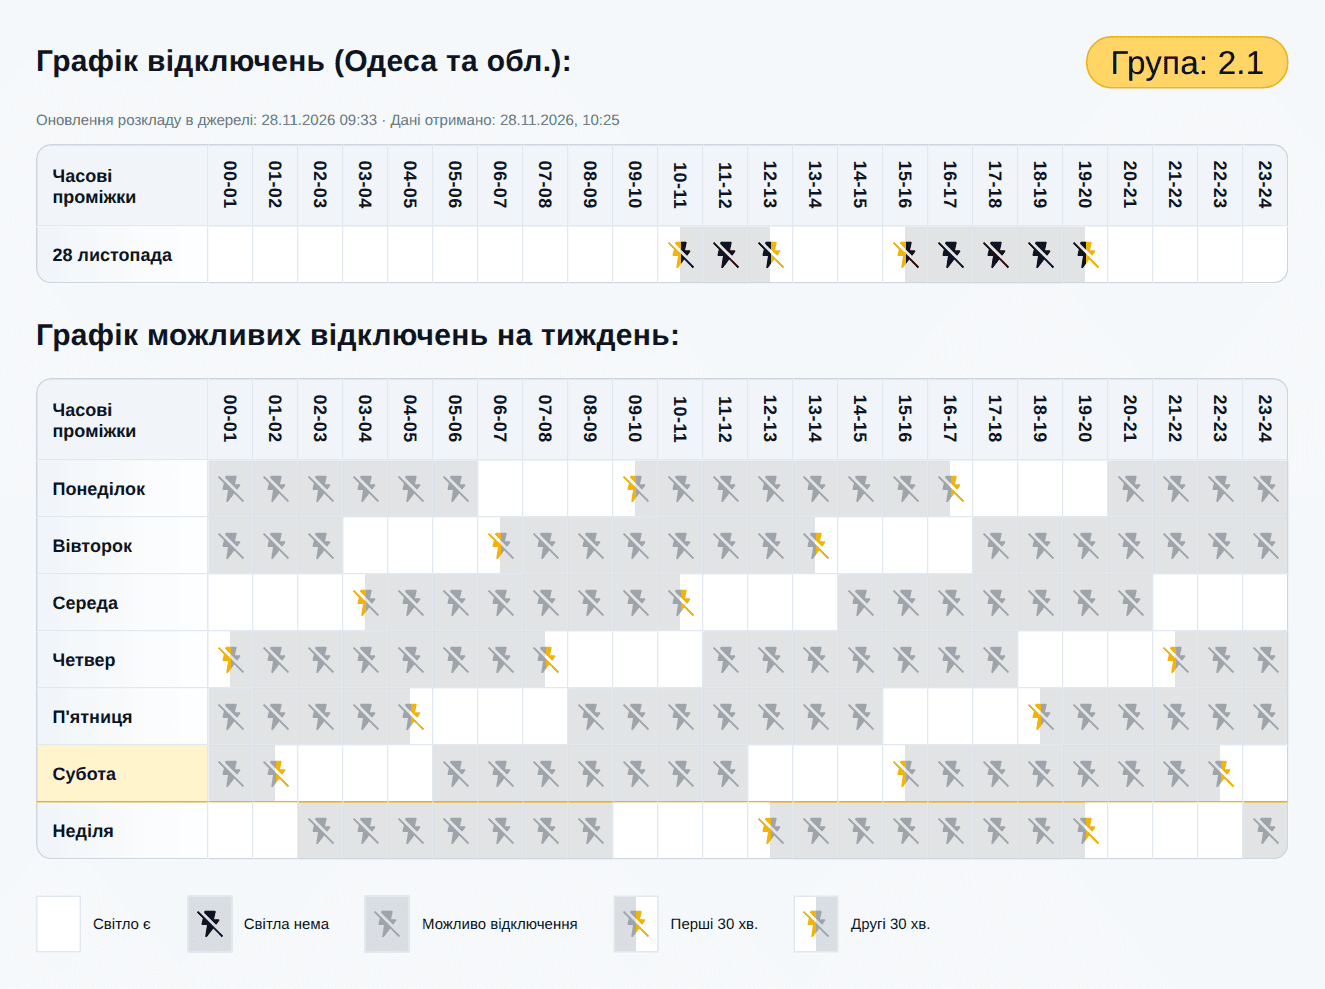 Графік відключень (Одеса та обл.):
Група: 2.1
Оновлення розкладу в джерелі: 28.11.2026 09:33 · Дані отримано: 28.11.2026, 10:25
Часові проміжки 00-01 01-02 02-03 03-04 04-05 05-06 06-07 07-08 08-09 09-10 10-11 11-12 12-13 13-14 14-15 15-16 16-17 17-18 18-19 19-20 20-21 21-22 22-23 23-24
28 листопада
Графік можливих відключень на тиждень:
Часові проміжки 00-01 01-02 02-03 03-04 04-05 05-06 06-07 07-08 08-09 09-10 10-11 11-12 12-13 13-14 14-15 15-16 16-17 17-18 18-19 19-20 20-21 21-22 22-23 23-24
Понеділок
Вівторок
Середа
Четвер
П'ятниця
Субота
Неділя
Світло є Світла нема Можливо відключення Перші 30 хв. Другі 30 хв.